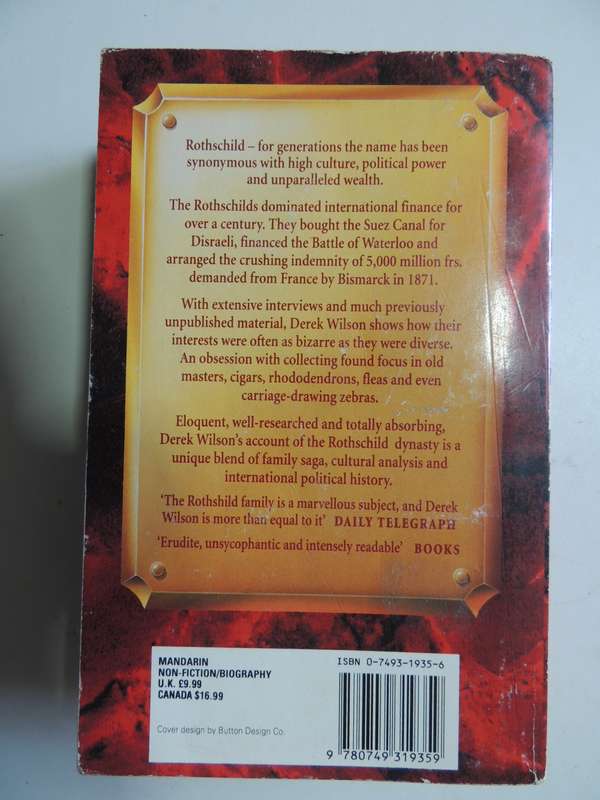 Rothschild – for generations the name has been
synonymous with high culture, political power
and unparalleled wealth.
The Rothschilds dominated international finance for
over a century. They bought the Suez Canal for
Disraeli, financed the Battle of Waterloo and
arranged the crushing indemnity of 5,000 million frs.
demanded from France by Bismarck in 1871.
With extensive interviews and much previously
unpublished material, Derek Wilson shows how their
interests were often as bizarre as they were diverse.
An obsession with collecting found focus in old
masters, cigars, rhododendrons, fleas and even
carriage-drawing zebras.
Eloquent, well-researched and totally absorbing,
Derek Wilson's account of the Rothschild dynasty is a
unique blend of family saga, cultural analysis and
international political history.
'The Rothshild family is a marvellous subject, and Derek
Wilson is more than equal to it' DAILY TELEGRAPH
'Erudite, unsycophantic and intensely readable' BOOKS
MANDARIN
NON-FICTION/BIOGRAPHY
U.K. £9.99
CANADA $16.99
Cover design by Button Design Co.
ISBN 0-7493-1935-6
9 780749 319359